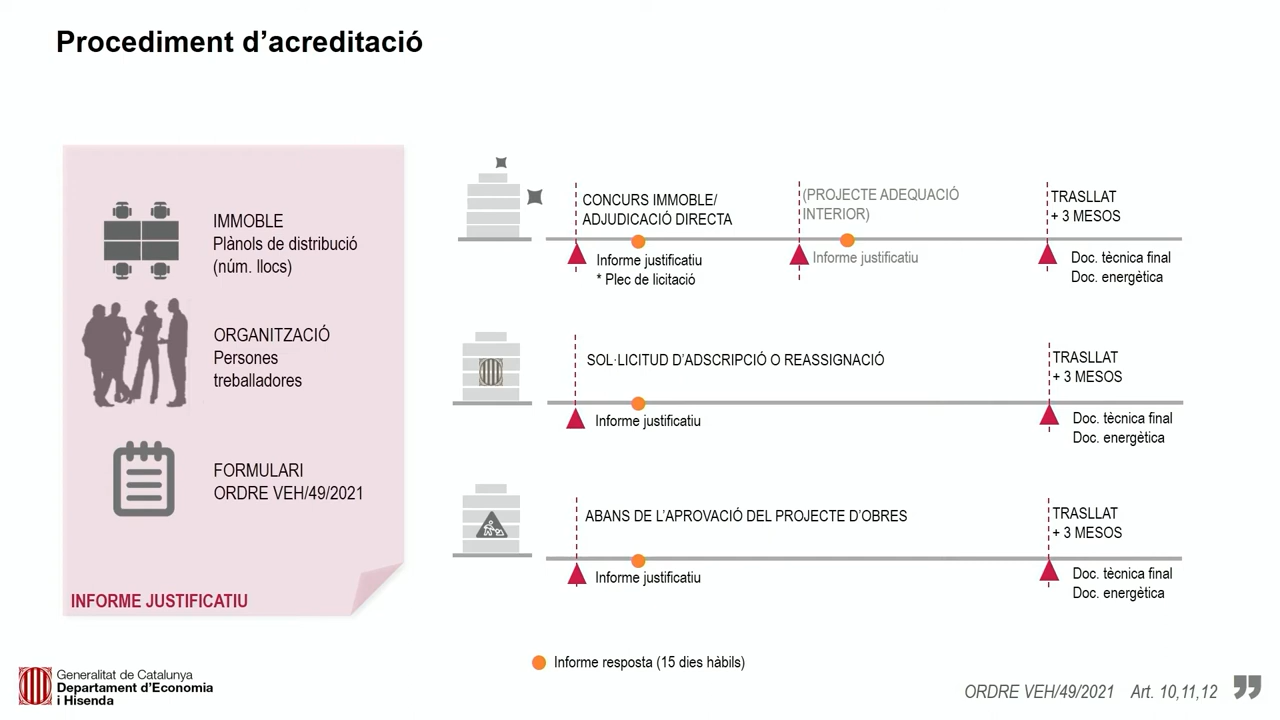 Procediment d’acreditació
IMMOBLE
Plànols de distribució
(núm. llocs)
ORGANITZACIÓ
Persones
treballadores
FORMULARI
ORDRE VEH/49/2021
INFORME JUSTIFICATIU
CONCURS IMMOBLE/
ADJUDICACIÓ DIRECTA
Informe justificatiu
* Plec de licitació
(PROJECTE ADEQUACIÓ
INTERIOR)
Informe justificatiu
TRASLLAT
+ 3 MESOS
Doc. tècnica final
Doc. energètica
SOL·LICITUD D’ADSCRIPCIÓ O REASSIGNACIÓ
Informe justificatiu
TRASLLAT
+ 3 MESOS
Doc. tècnica final
Doc. energètica
ABANS DE L’APROVACIÓ DEL PROJECTE D’OBRES
Informe justificatiu
TRASLLAT
+ 3 MESOS
Doc. tècnica final
Doc. energètica
Informe resposta (15 dies hàbils)
Generalitat de Catalunya
Departament d’Economia
i Hisenda
ORDRE VEH/49/2021 Art. 10,11,12